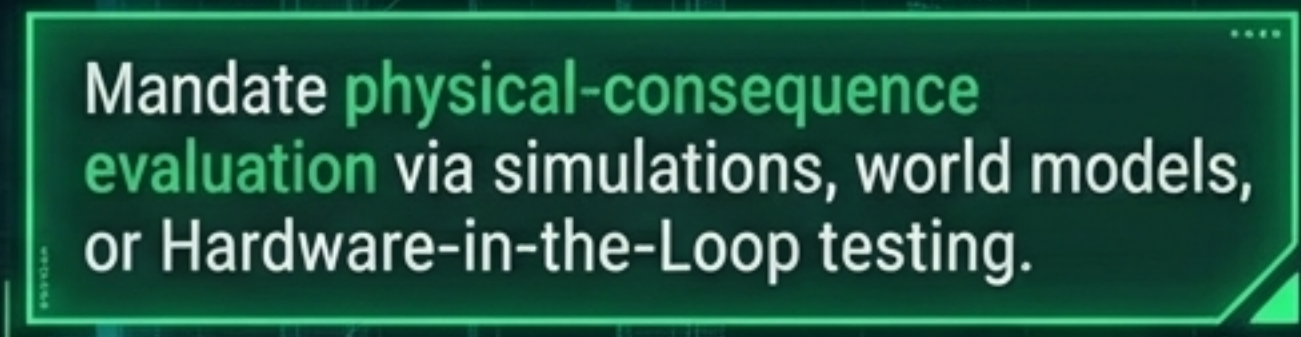 Mandate physical-consequence
evaluation via simulations, world models,
or Hardware-in-the-Loop testing.